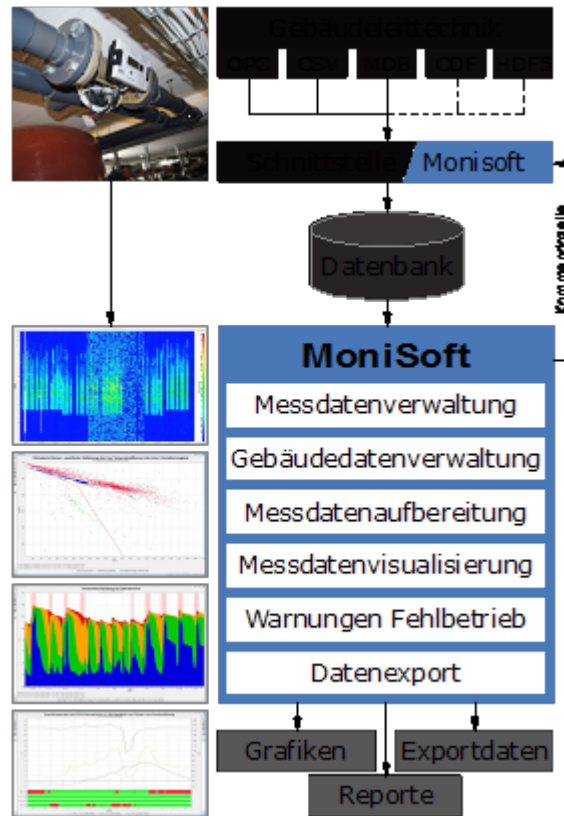 Gebäudeleittechnik
OPC CSV MDB CDF HDF5
Schnittstelle Monisoft
Datenbank
MoniSoft
Messdatenverwaltung
Gebäudedatenverwaltung
Messdatenaufbereitung
Messdatenvisualisierung
Warnungen Fehlbetrieb
Datenexport
Grafiken Exportdaten
Reporte